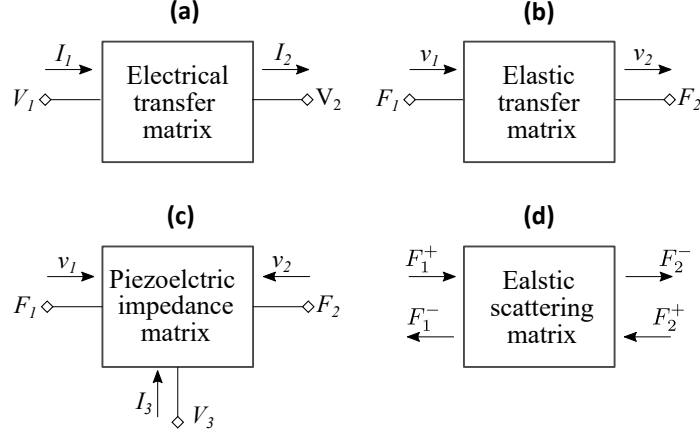 (a)
(b)
I₁
I₂
v₁
v₂
V₁
Electrical
transfer
matrix
V₂
F₁
Elastic
transfer
matrix
F₂
(c)
(d)
v₁
v₂
F₁
Piezoelctric
impedance
matrix
F₂
I₃
V₃
F₁⁺
F₂⁻
F₁⁻
F₂⁺
Ealstic
scattering
matrix